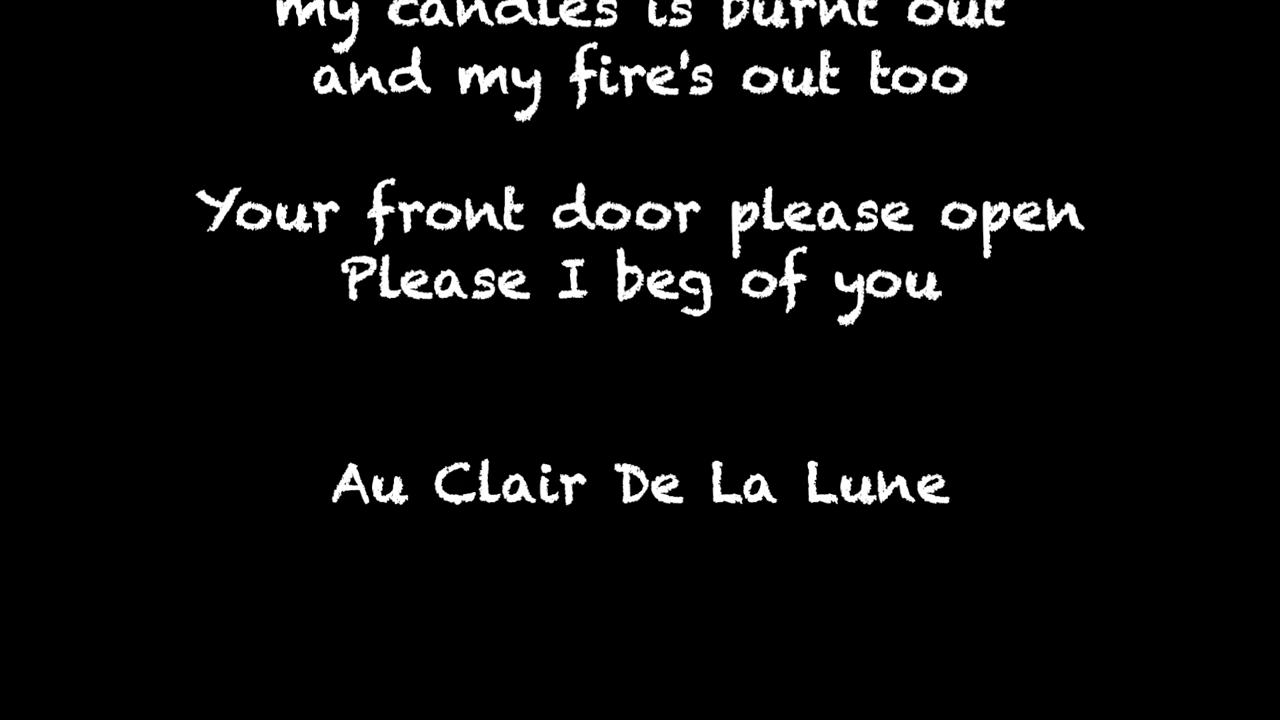 my candles is burnt out
and my fire's out too
Your front door please open
Please I beg of you
Au Clair De La Lune